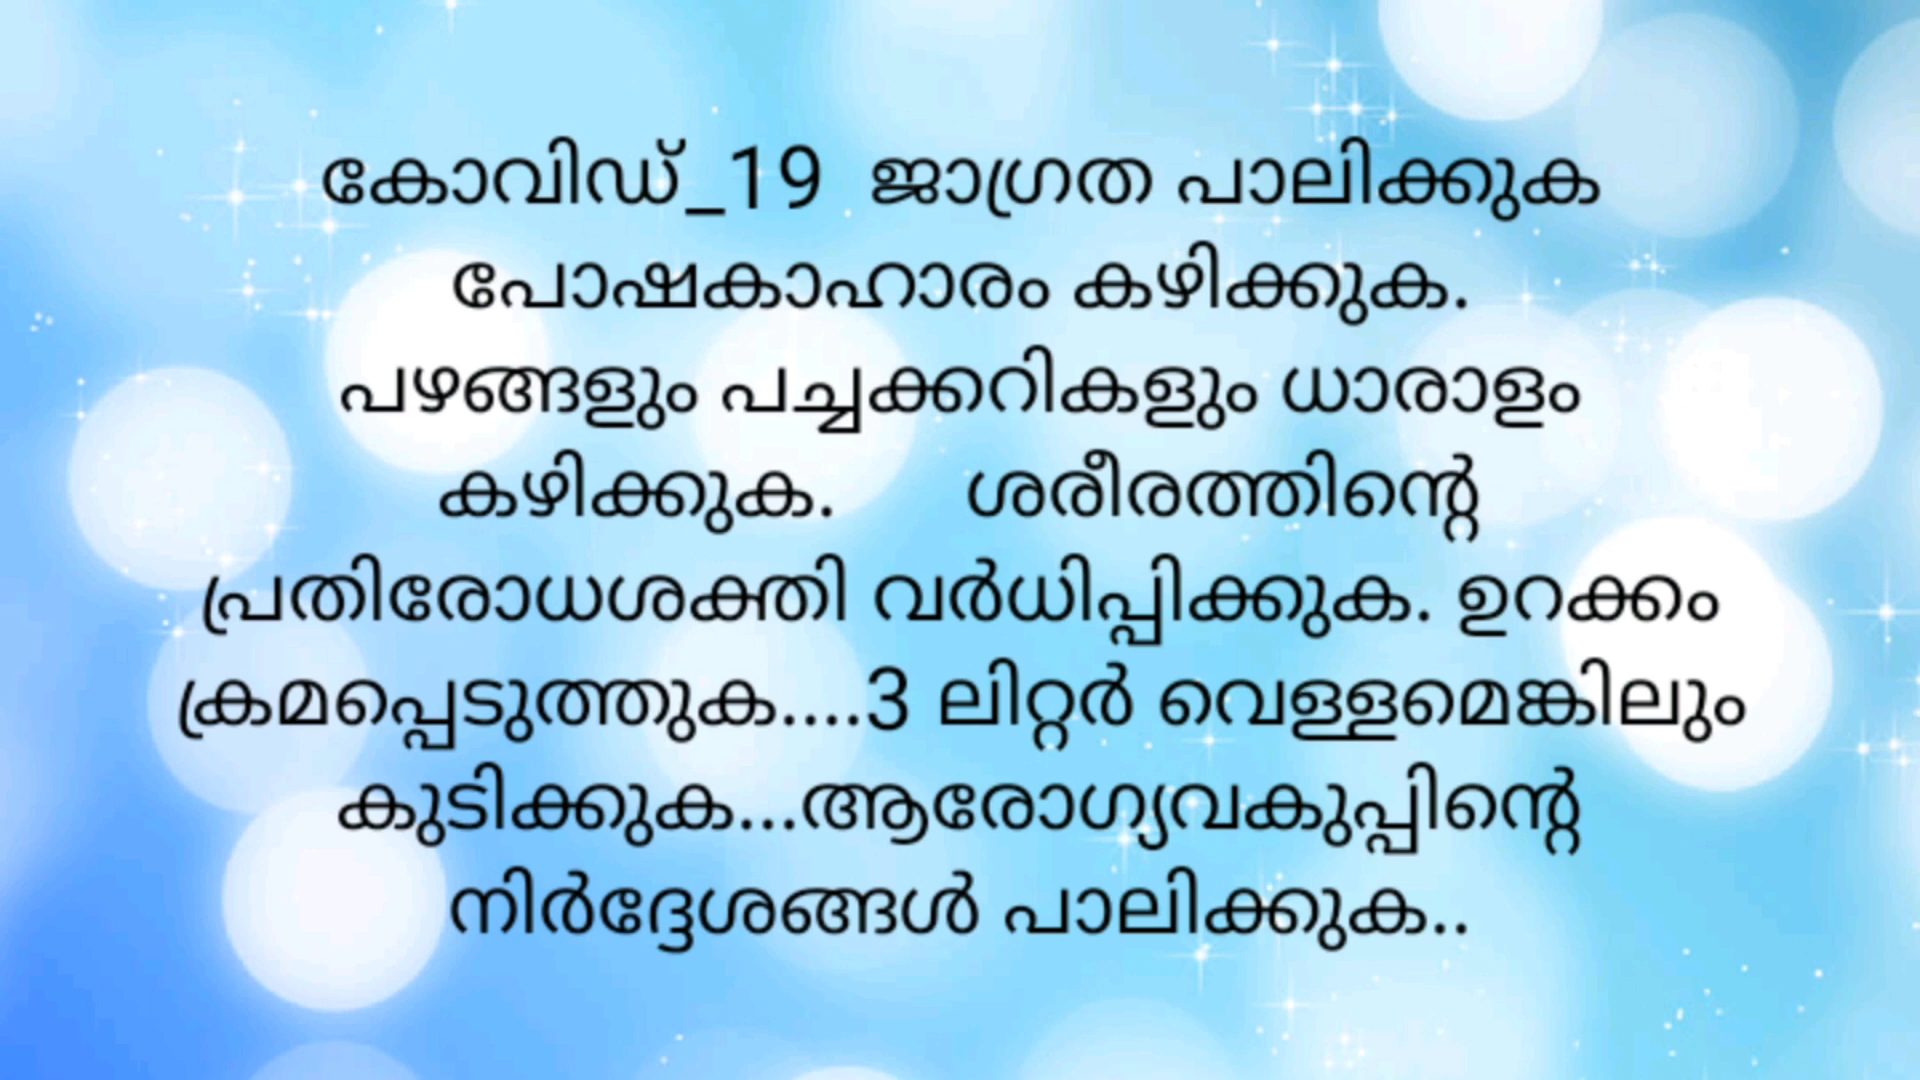 കോവിഡ്_19 ജാഗ്രത പാലിക്കുക
പോഷകാഹാരം കഴിക്കുക.
പഴങ്ങളും പച്ചക്കറികളും ധാരാളം
കഴിക്കുക. ശരീരത്തിന്റെ
പ്രതിരോധശക്തി വർധിപ്പിക്കുക. ഉറക്കം
ക്രമപ്പെടുത്തുക....3 ലിറ്റർ വെള്ളമെങ്കിലും
കുടിക്കുക...ആരോഗ്യവകുപ്പിന്റെ
നിർദ്ദേശങ്ങൾ പാലിക്കുക..